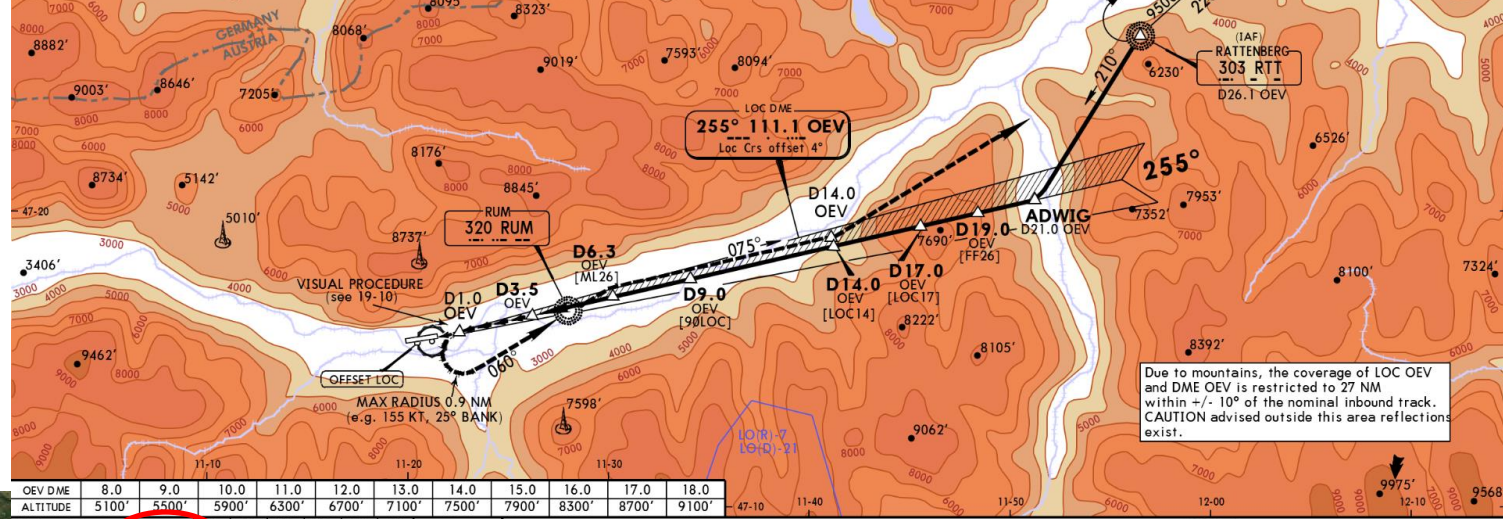 8095'
8323'
8068'
8882'
GERMANY
AUSTRIA
9003'
8646'
7205'
9019'
7593'
8094'
210°
(IAF)
RATTENBERG
303 RTT
D26.1 OEV
6230'
6526'
LOC DME
255° 111.1 OEV
Loc Crs offset 4°
8176'
8734'
5142'
8845'
5010'
8737'
47-20
3406'
RUM
320 RUM
D14.0
OEV
255°
7953'
7352'
ADWIG
D21.0 OEV
D19.0
OEV
[FF26]
7690'
D17.0
OEV
[LOC17]
075°
D6.3
OEV
[ML26]
D14.0
OEV
[LOC14]
8100'
7324'
VISUAL PROCEDURE
(see 19-10)
D1.0
OEV
D3.5
OEV
D9.0
OEV
[90LOC]
8222'
8105'
8392'
9462'
060°
OFFSET LOC
MAX RADIUS 0.9 NM
(e.g. 155 KT, 25° BANK)
7598'
LO(R)-7
LO(D)-21
9062'
Due to mountains, the coverage of LOC OEV
and DME OEV is restricted to 27 NM
within +/- 10° of the nominal inbound track.
CAUTION advised outside this area reflections
exist.
9975'
9568'
11-10
11-20
11-30
11-40
11-50
12-00
12-10
47-10
OEV DME 8.0 9.0 10.0 11.0 12.0 13.0 14.0 15.0 16.0 17.0 18.0
ALTITUDE 5100' 5500' 5900' 6300' 6700' 7100' 7500' 7900' 8300' 8700' 9100'